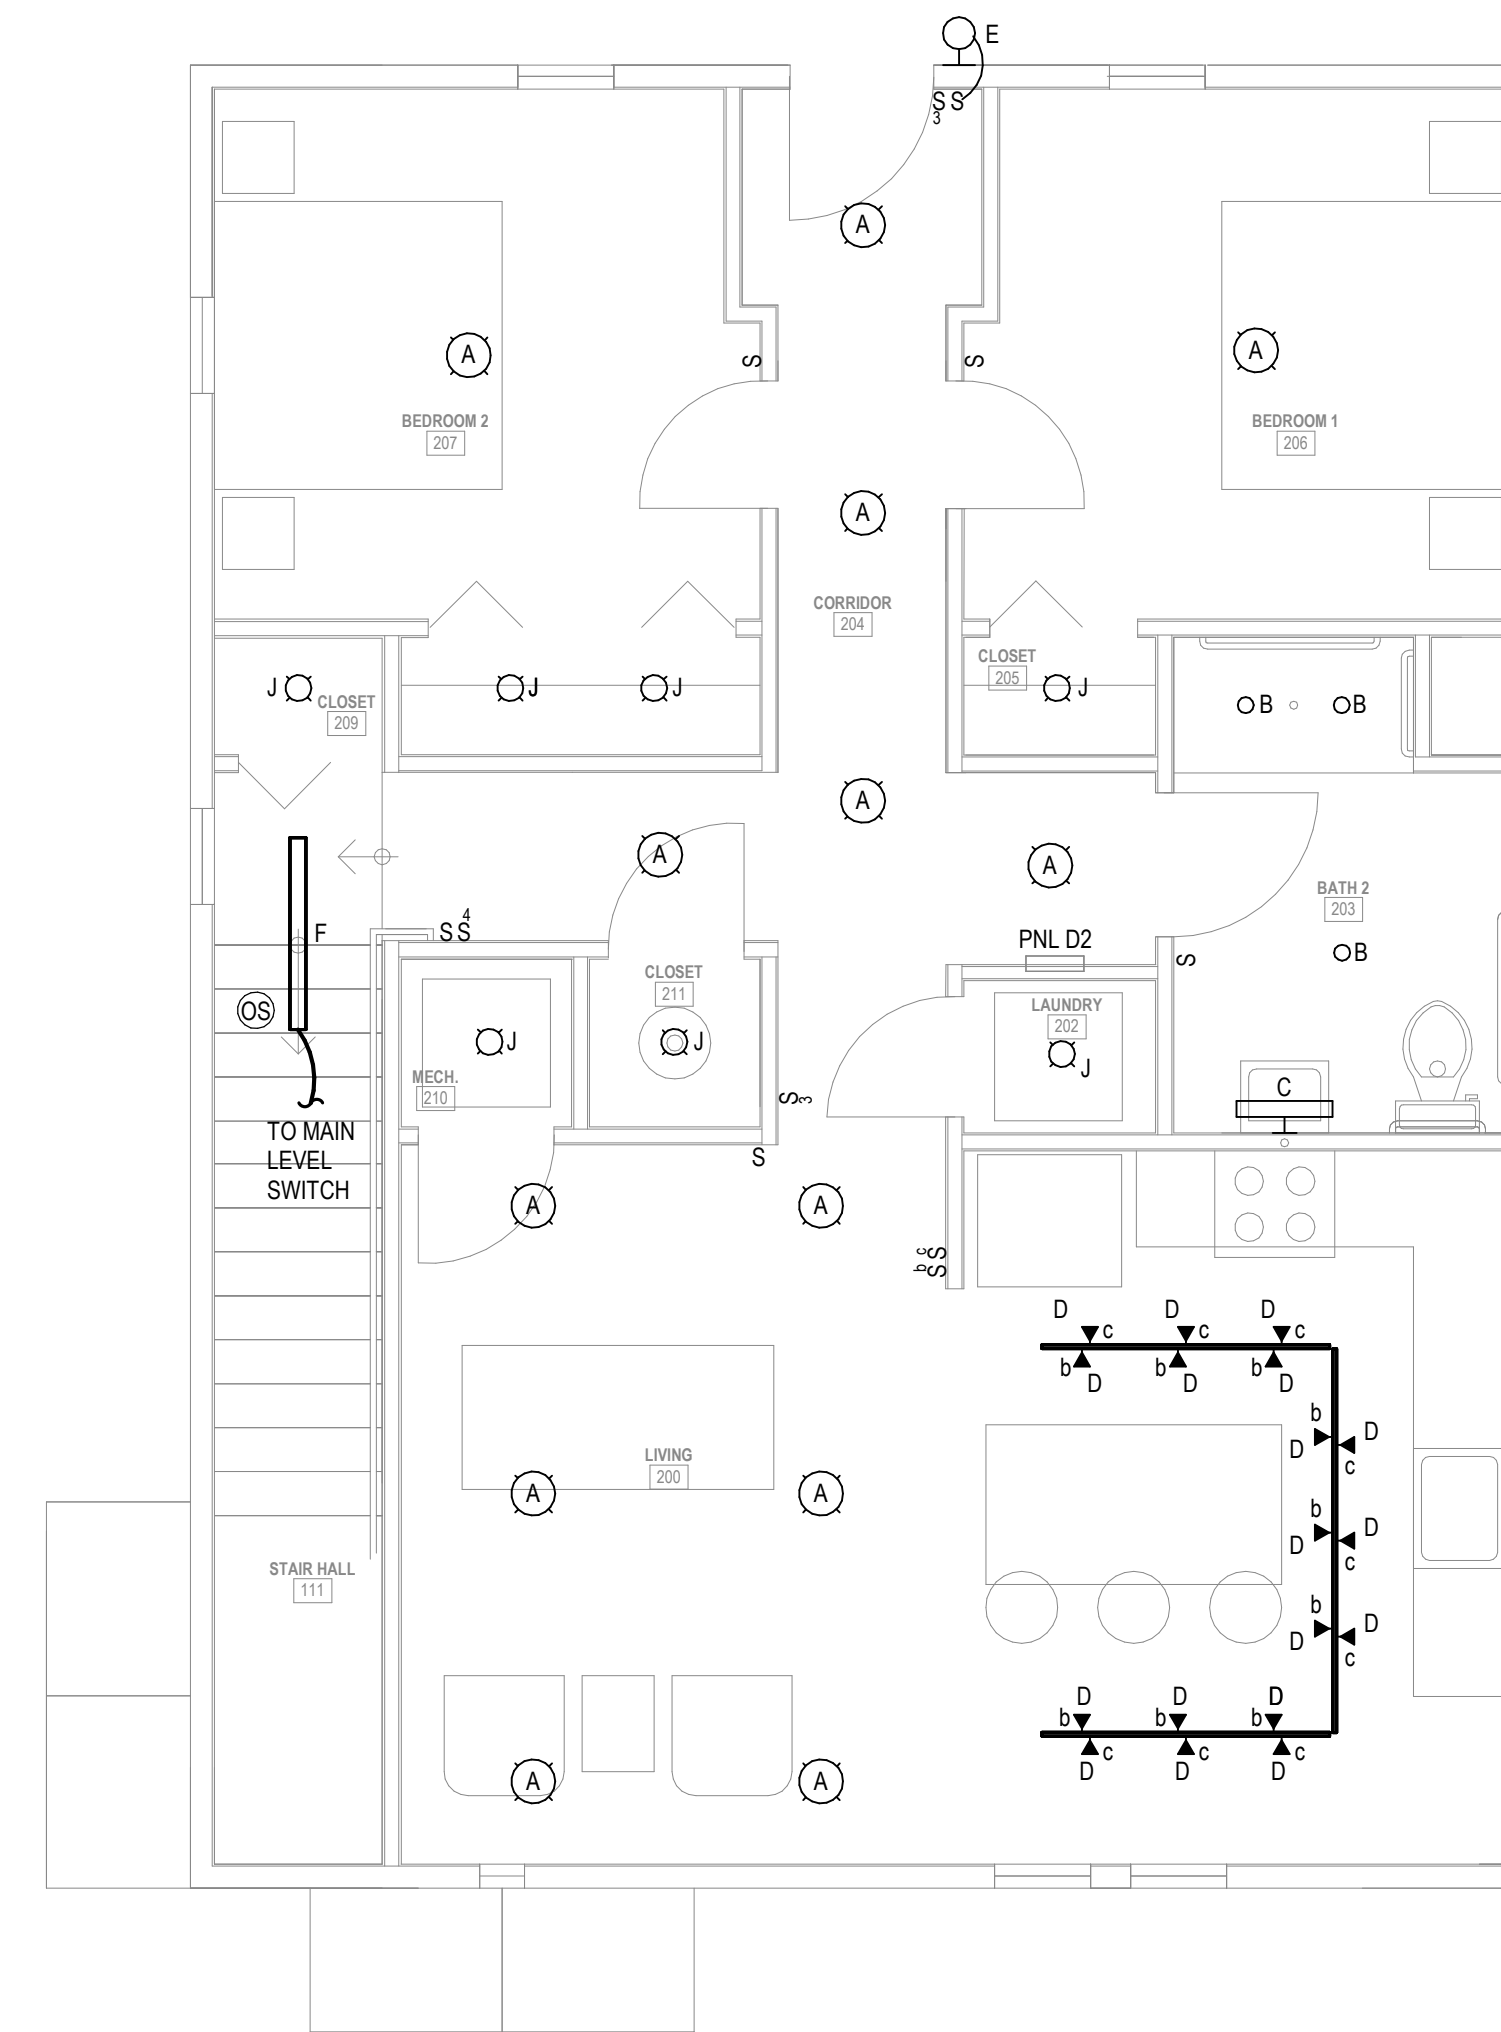 E
S S
3
A
A
A
S
S
BEDROOM 2
207
BEDROOM 1
206
A
CORRIDOR
204
CLOSET
205
J
J
J
J
CLOSET
209
B
B
A
A
A
BATH 2
203
F
S S 4
PNL D2
S
B
CLOSET
211
LAUNDRY
202
OS
J
J
J
MECH.
210
C
S 3
TO MAIN
LEVEL
SWITCH
S
A
A
S c
S b
D D D
c c c
b b b
D D D
b
D D
c
LIVING
200
A
A
b
D D
c
STAIR HALL
111
b
D D
c
D D D
b b b
c c c
D D D
A
A